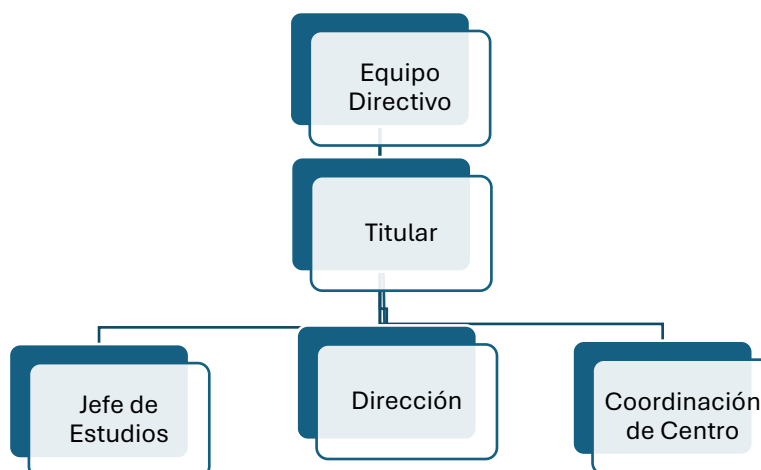 Equipo
Directivo
Titular
Jefe de
Estudios
Dirección
Coordinación
de Centro